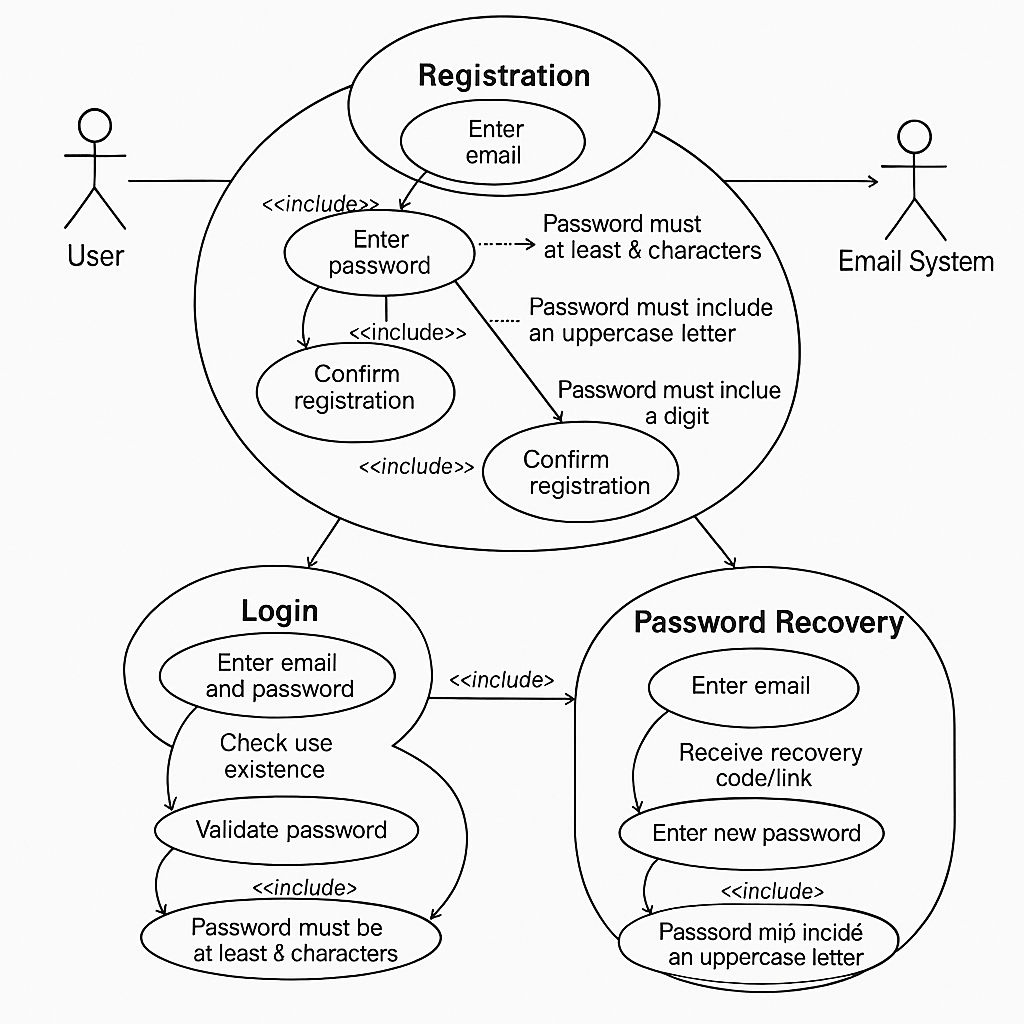 Registration
Enter
email
User
Email System
<<include>>
Enter
password
Password must
at least & characters
<<include>>
Password must include
an uppercase letter
Confirm
registration
Password must inclue
a digit
<<include>>
Confirm
registration
Login
Enter email
and password
Check use
existence
Validate password
<<include>
Password must be
at least & characters
<<include>
Password Recovery
Enter email
Receive recovery
code/link
Enter new password
<<include>
Passsord mip incidé
an uppercase letter